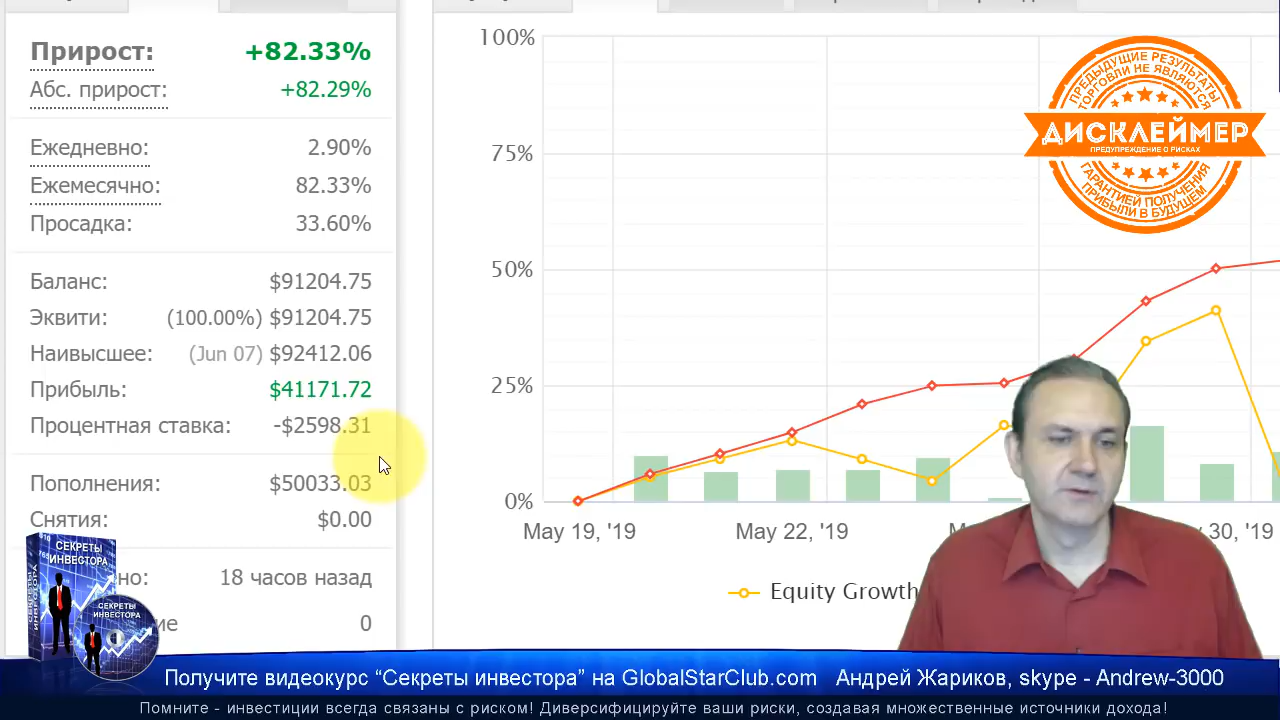 Прирост: +82.33%
Абс. прирост: +82.29%
Ежедневно: 2.90%
Ежемесячно: 82.33%
Просадка: 33.60%
Баланс: $91204.75
Эквити: (100.00%) $91204.75
Наивысшее: (Jun 07) $92412.06
Прибыль: $41171.72
Процентная ставка: -$2598.31
Пополнения: $50033.03
Снятия: $0.00
но: 18 часов назад
ие 0
100%
75%
50%
25%
0%
May 19, '19 May 22, '19 30, '19
Equity Growth
ПРЕДЫДУЩИЕ РЕЗУЛЬТАТЫ
ТОРГОВЛИ НЕ ЯВЛЯЮТСЯ
ДИСКЛЕЙМЕР
ПРЕДУПРЕЖДЕНИЕ О РИСКАХ
ГАРАНТИЕЙ ПОЛУЧЕНИЯ
ПРИБЫЛИ В БУДУЩЕМ
СЕКРЕТЫ
ИНВЕСТОРА
СЕКРЕТЫ ИНВЕСТОРА
СЕКРЕТЫ
ИНВЕСТОРА
Получите видеокурс “Секреты инвестора” на GlobalStarClub.com Андрей Жариков, skype - Andrew-3000
Помните - инвестиции всегда связаны с риском! Диверсифицируйте ваши риски, создавая множественные источники дохода!